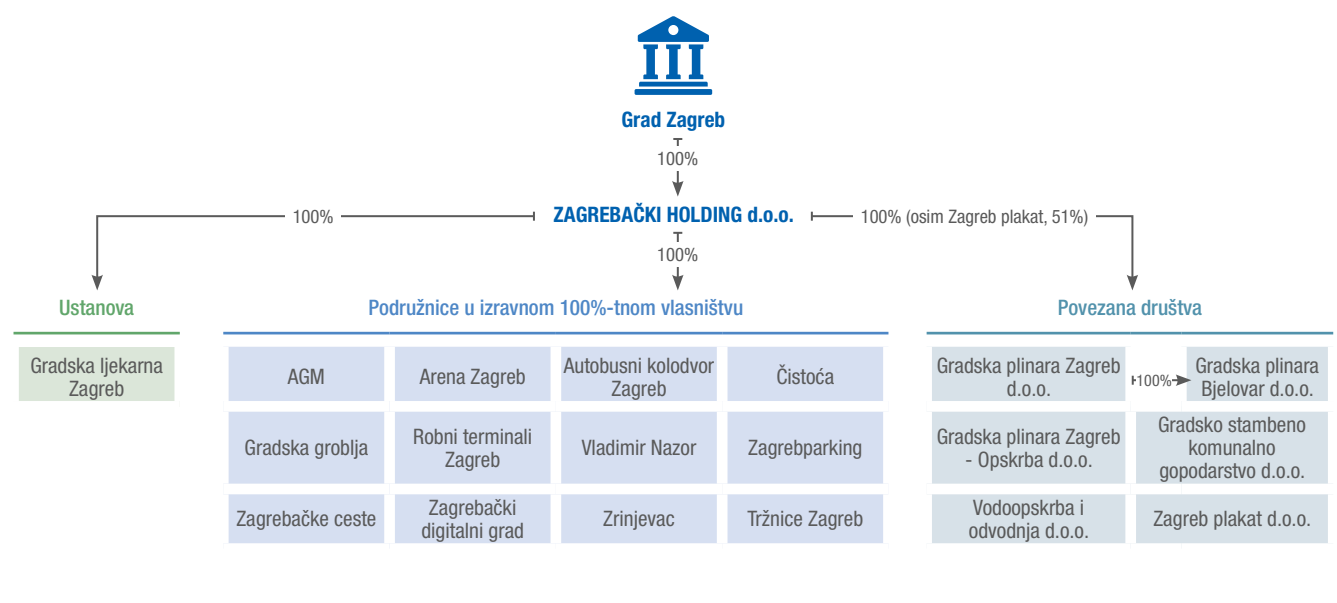 Grad Zagreb
100%
ZAGREBAČKI HOLDING d.o.o.
100%
100% (osim Zagreb plakat, 51%)
100%
Ustanova
Gradska ljekarna
Zagreb
Podružnice u izravnom 100%-tnom vlasništvu
AGM
Arena Zagreb
Autobusni kolodvor
Zagreb
Čistoća
Gradska groblja
Robni terminali
Zagreb
Vladimir Nazor
Zagrebparking
Zagrebačke ceste
Zagrebački
digitalni grad
Zrinjevac
Tržnice Zagreb
Povezana društva
Gradska plinara Zagreb
d.o.o.
100%
Gradska plinara
Bjelovar d.o.o.
Gradska plinara Zagreb
- Opskrba d.o.o.
Gradsko stambeno
komunalno
gopodarstvo d.o.o.
Vodoopskrba i
odvodnja d.o.o.
Zagreb plakat d.o.o.